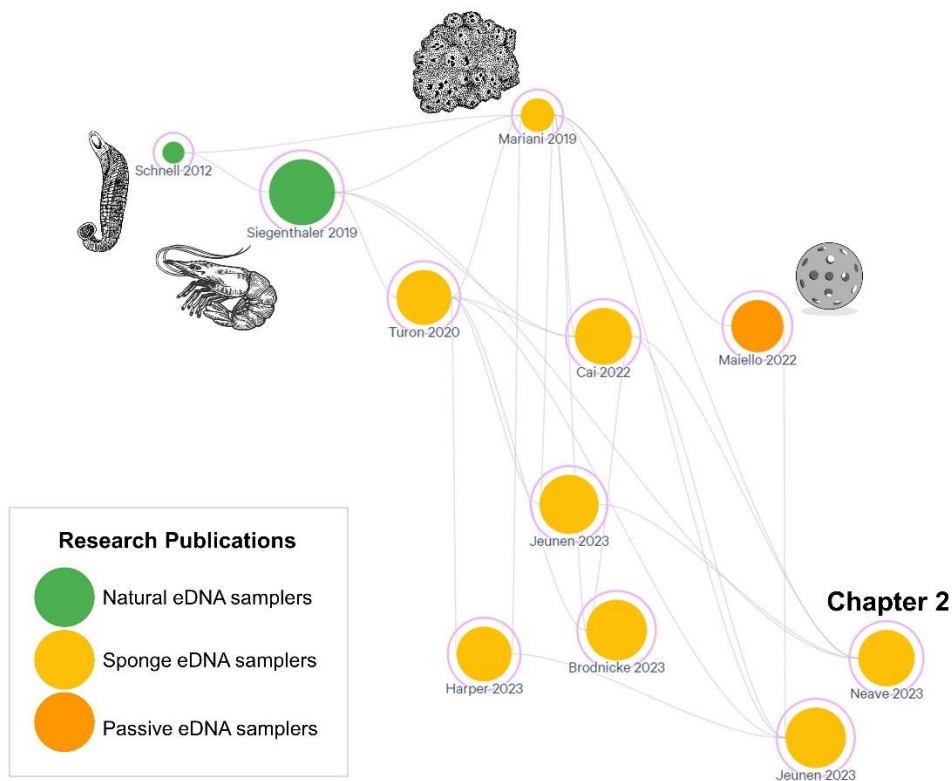 Mariani 2019
Schnell 2012
Siegenthaler 2019
Turon 2020
Cai 2022
Maiello 2022
Jeunen 2023
Chapter 2
Harper 2023
Brodnicke 2023
Neave 2023
Jeunen 2023
Research Publications
Natural eDNA samplers
Sponge eDNA samplers
Passive eDNA samplers